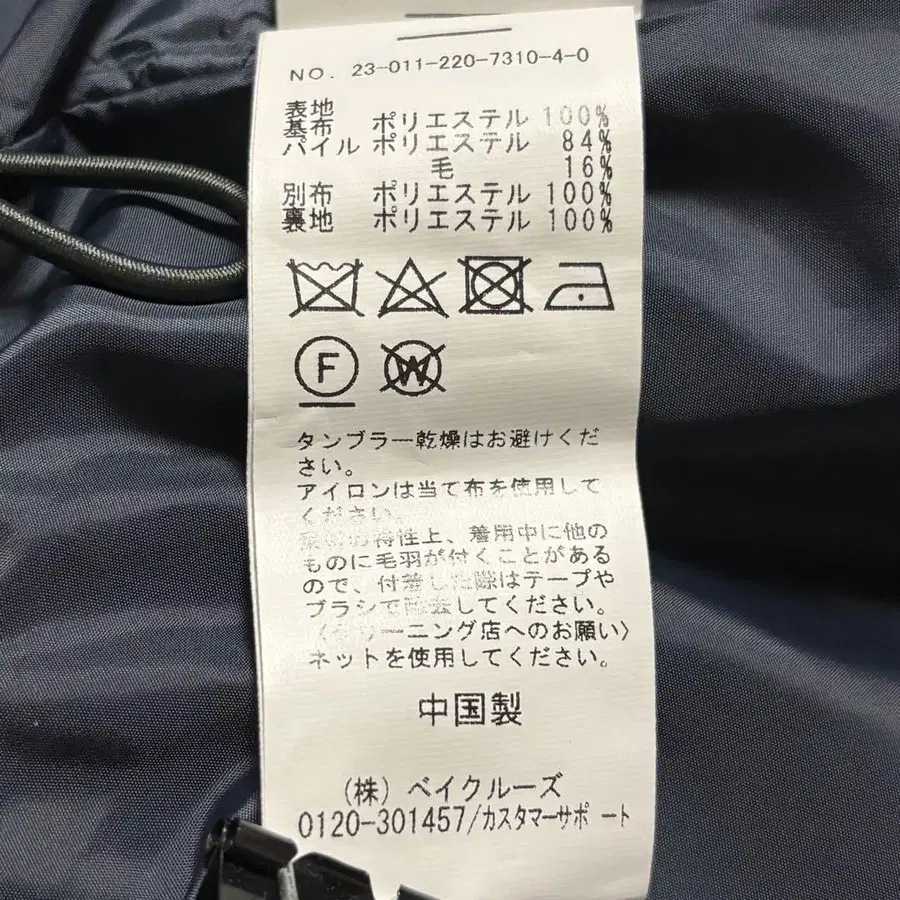 NO. 23-011-220-7310-4-0
表地
基布 ポリエステル 100%
パイル ポリエステル 84%
毛 16%
別布 ポリエステル 100%
裏地 ポリエステル 100%
F
W
タンブラー乾燥はお避けくだ
さい。
アイロンは当て布を使用して
ください。
素材の特性上、着用中に他の
ものに毛羽が付くことがある
ので、付着した際はテープや
ブラシで除去してください。
〈クリーニング店へのお願い〉
ネットを使用してください。
中国製
(株) ベイクルーズ
0120-301457/カスタマーサポート